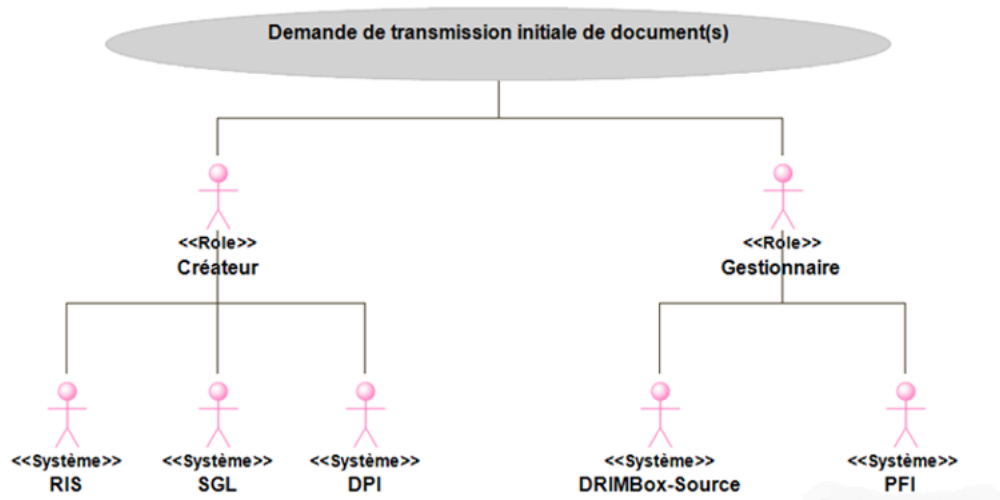 Demande de transmission initiale de document(s)
<<Role>>
Créateur
<<Role>>
Gestionnaire
<<Système>>
RIS
<<Système>>
SGL
<<Système>>
DPI
<<Système>>
DRIMBox-Source
<<Système>>
PFI